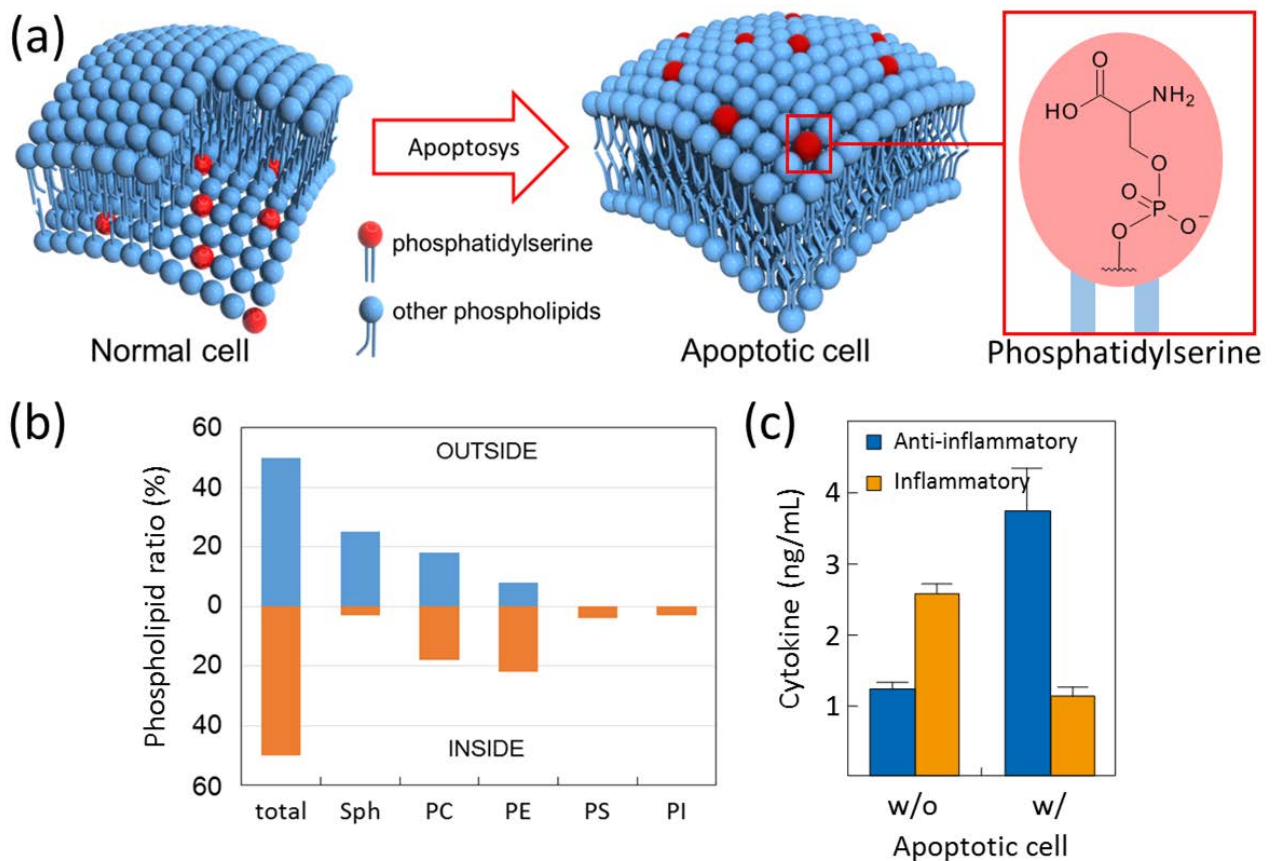 (a)
Apoptosys
phosphatidylserine
other phospholipids
Normal cell
Apoptotic cell
O
HO
NH2
O
O
P
O
O−
Phosphatidylserine
(b)
Phospholipid ratio (%)
60
40
20
0
20
40
60
OUTSIDE
INSIDE
total Sph PC PE PS PI
(c)
Anti-inflammatory
Inflammatory
Cytokine (ng/mL)
4
3
2
1
w/o w/
Apoptotic cell